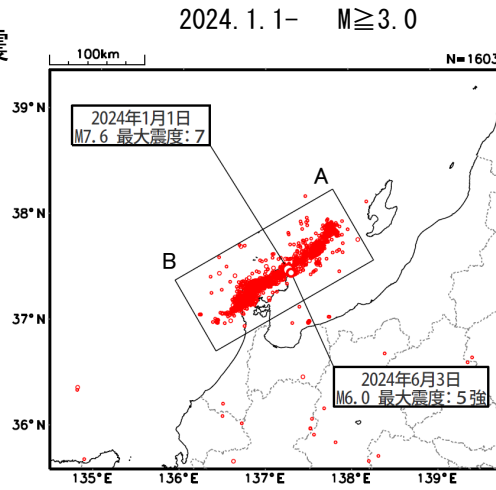 2024.1.1- M≧3.0
震
100km
N=1603
39°N
2024年1月1日
M7.6 最大震度：7
A
38°N
B
37°N
2024年6月3日
M6.0 最大震度：5強
36°N
135°E 136°E 137°E 138°E 139°E